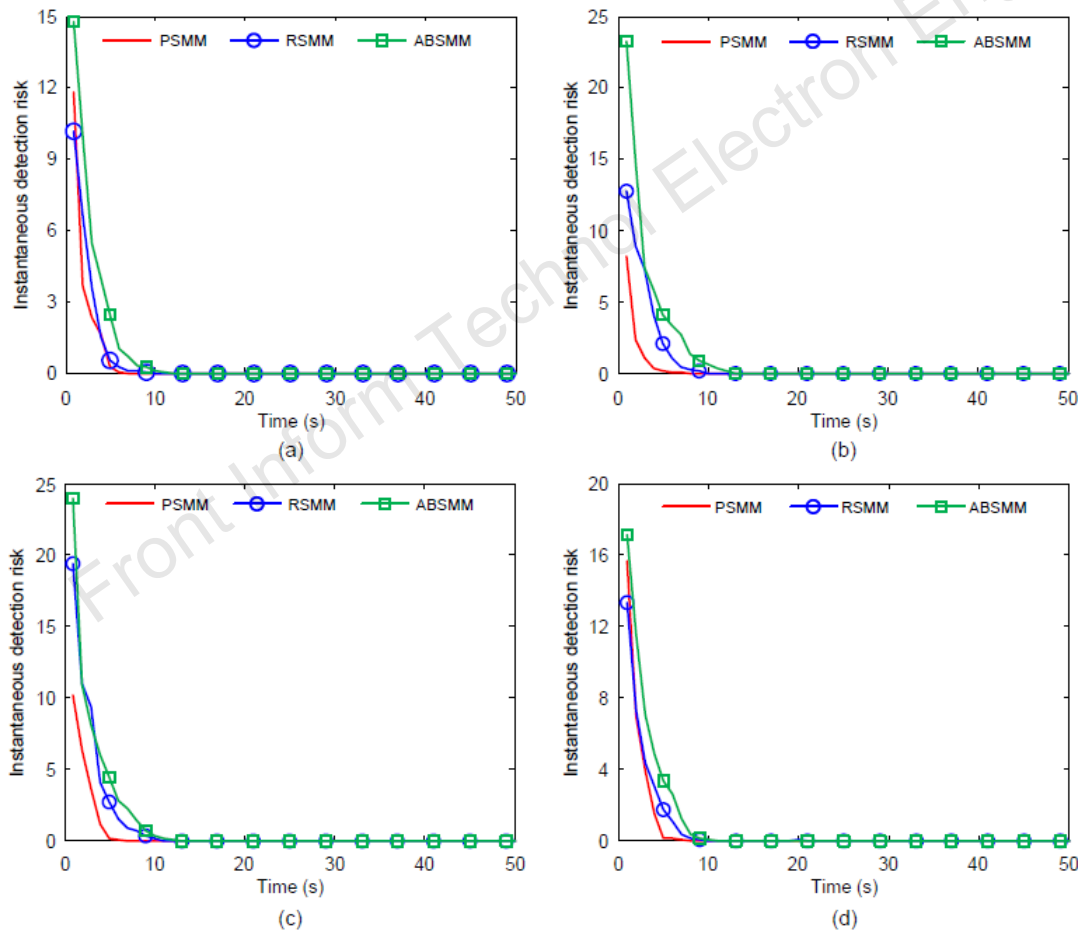 15
12
9
6
3
0
PSMM RSMM ABSMM
Instantaneous detection risk
0 10 20 30 40 50
Time (s)
(a)
25
20
15
10
5
0
PSMM RSMM ABSMM
Instantaneous detection risk
0 10 20 30 40 50
Time (s)
(b)
25
20
15
10
5
0
PSMM RSMM ABSMM
Instantaneous detection risk
0 10 20 30 40 50
Time (s)
(c)
20
16
12
8
4
0
PSMM RSMM ABSMM
Instantaneous detection risk
0 10 20 30 40 50
Time (s)
(d)
Front Inform Technol Electron